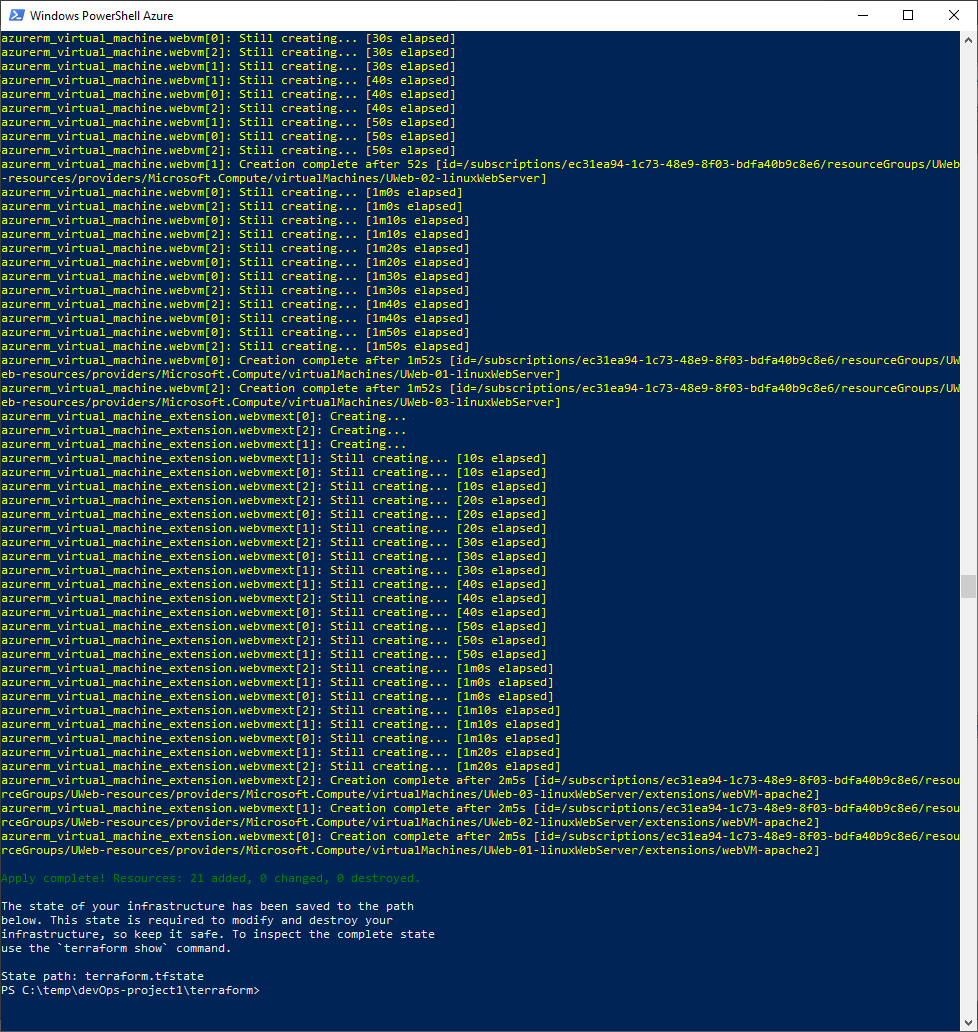 Windows PowerShell Azure
azurerm_virtual_machine.webvm[0]: Still creating... [30s elapsed]
azurerm_virtual_machine.webvm[2]: Still creating... [30s elapsed]
azurerm_virtual_machine.webvm[1]: Still creating... [30s elapsed]
azurerm_virtual_machine.webvm[1]: Still creating... [40s elapsed]
azurerm_virtual_machine.webvm[0]: Still creating... [40s elapsed]
azurerm_virtual_machine.webvm[2]: Still creating... [40s elapsed]
azurerm_virtual_machine.webvm[1]: Still creating... [50s elapsed]
azurerm_virtual_machine.webvm[0]: Still creating... [50s elapsed]
azurerm_virtual_machine.webvm[2]: Still creating... [50s elapsed]
azurerm_virtual_machine.webvm[1]: Creation complete after 52s [id=/subscriptions/ec31ea94-1c73-48e9-8f03-bdfa40b9c8e6/resourceGroups/UWeb
-resources/providers/Microsoft.Compute/virtualMachines/UWeb-02-linuxWebServer]
azurerm_virtual_machine.webvm[0]: Still creating... [1m0s elapsed]
azurerm_virtual_machine.webvm[2]: Still creating... [1m0s elapsed]
azurerm_virtual_machine.webvm[0]: Still creating... [1m10s elapsed]
azurerm_virtual_machine.webvm[2]: Still creating... [1m10s elapsed]
azurerm_virtual_machine.webvm[2]: Still creating... [1m20s elapsed]
azurerm_virtual_machine.webvm[0]: Still creating... [1m20s elapsed]
azurerm_virtual_machine.webvm[0]: Still creating... [1m30s elapsed]
azurerm_virtual_machine.webvm[2]: Still creating... [1m30s elapsed]
azurerm_virtual_machine.webvm[2]: Still creating... [1m40s elapsed]
azurerm_virtual_machine.webvm[0]: Still creating... [1m40s elapsed]
azurerm_virtual_machine.webvm[0]: Still creating... [1m50s elapsed]
azurerm_virtual_machine.webvm[2]: Still creating... [1m50s elapsed]
azurerm_virtual_machine.webvm[0]: Creation complete after 1m52s [id=/subscriptions/ec31ea94-1c73-48e9-8f03-bdfa40b9c8e6/resourceGroups/UW
eb-resources/providers/Microsoft.Compute/virtualMachines/UWeb-01-linuxWebServer]
azurerm_virtual_machine.webvm[2]: Creation complete after 1m52s [id=/subscriptions/ec31ea94-1c73-48e9-8f03-bdfa40b9c8e6/resourceGroups/UW
eb-resources/providers/Microsoft.Compute/virtualMachines/UWeb-03-linuxWebServer]
azurerm_virtual_machine_extension.webvmext[0]: Creating...
azurerm_virtual_machine_extension.webvmext[2]: Creating...
azurerm_virtual_machine_extension.webvmext[1]: Creating...
azurerm_virtual_machine_extension.webvmext[1]: Still creating... [10s elapsed]
azurerm_virtual_machine_extension.webvmext[0]: Still creating... [10s elapsed]
azurerm_virtual_machine_extension.webvmext[2]: Still creating... [10s elapsed]
azurerm_virtual_machine_extension.webvmext[2]: Still creating... [20s elapsed]
azurerm_virtual_machine_extension.webvmext[0]: Still creating... [20s elapsed]
azurerm_virtual_machine_extension.webvmext[1]: Still creating... [20s elapsed]
azurerm_virtual_machine_extension.webvmext[2]: Still creating... [30s elapsed]
azurerm_virtual_machine_extension.webvmext[0]: Still creating... [30s elapsed]
azurerm_virtual_machine_extension.webvmext[1]: Still creating... [30s elapsed]
azurerm_virtual_machine_extension.webvmext[1]: Still creating... [40s elapsed]
azurerm_virtual_machine_extension.webvmext[2]: Still creating... [40s elapsed]
azurerm_virtual_machine_extension.webvmext[0]: Still creating... [40s elapsed]
azurerm_virtual_machine_extension.webvmext[0]: Still creating... [50s elapsed]
azurerm_virtual_machine_extension.webvmext[2]: Still creating... [50s elapsed]
azurerm_virtual_machine_extension.webvmext[1]: Still creating... [50s elapsed]
azurerm_virtual_machine_extension.webvmext[2]: Still creating... [1m0s elapsed]
azurerm_virtual_machine_extension.webvmext[1]: Still creating... [1m0s elapsed]
azurerm_virtual_machine_extension.webvmext[0]: Still creating... [1m0s elapsed]
azurerm_virtual_machine_extension.webvmext[2]: Still creating... [1m10s elapsed]
azurerm_virtual_machine_extension.webvmext[1]: Still creating... [1m10s elapsed]
azurerm_virtual_machine_extension.webvmext[0]: Still creating... [1m10s elapsed]
azurerm_virtual_machine_extension.webvmext[1]: Still creating... [1m20s elapsed]
azurerm_virtual_machine_extension.webvmext[2]: Still creating... [1m20s elapsed]
azurerm_virtual_machine_extension.webvmext[2]: Creation complete after 2m5s [id=/subscriptions/ec31ea94-1c73-48e9-8f03-bdfa40b9c8e6/resou
rceGroups/UWeb-resources/providers/Microsoft.Compute/virtualMachines/UWeb-03-linuxWebServer/extensions/webVM-apache2]
azurerm_virtual_machine_extension.webvmext[1]: Creation complete after 2m5s [id=/subscriptions/ec31ea94-1c73-48e9-8f03-bdfa40b9c8e6/resou
rceGroups/UWeb-resources/providers/Microsoft.Compute/virtualMachines/UWeb-02-linuxWebServer/extensions/webVM-apache2]
azurerm_virtual_machine_extension.webvmext[0]: Creation complete after 2m5s [id=/subscriptions/ec31ea94-1c73-48e9-8f03-bdfa40b9c8e6/resou
rceGroups/UWeb-resources/providers/Microsoft.Compute/virtualMachines/UWeb-01-linuxWebServer/extensions/webVM-apache2]
Apply complete! Resources: 21 added, 0 changed, 0 destroyed.
The state of your infrastructure has been saved to the path
below. This state is required to modify and destroy your
infrastructure, so keep it safe. To inspect the complete state
use the `terraform show` command.
State path: terraform.tfstate
PS C:\temp\devOps-project1\terraform>